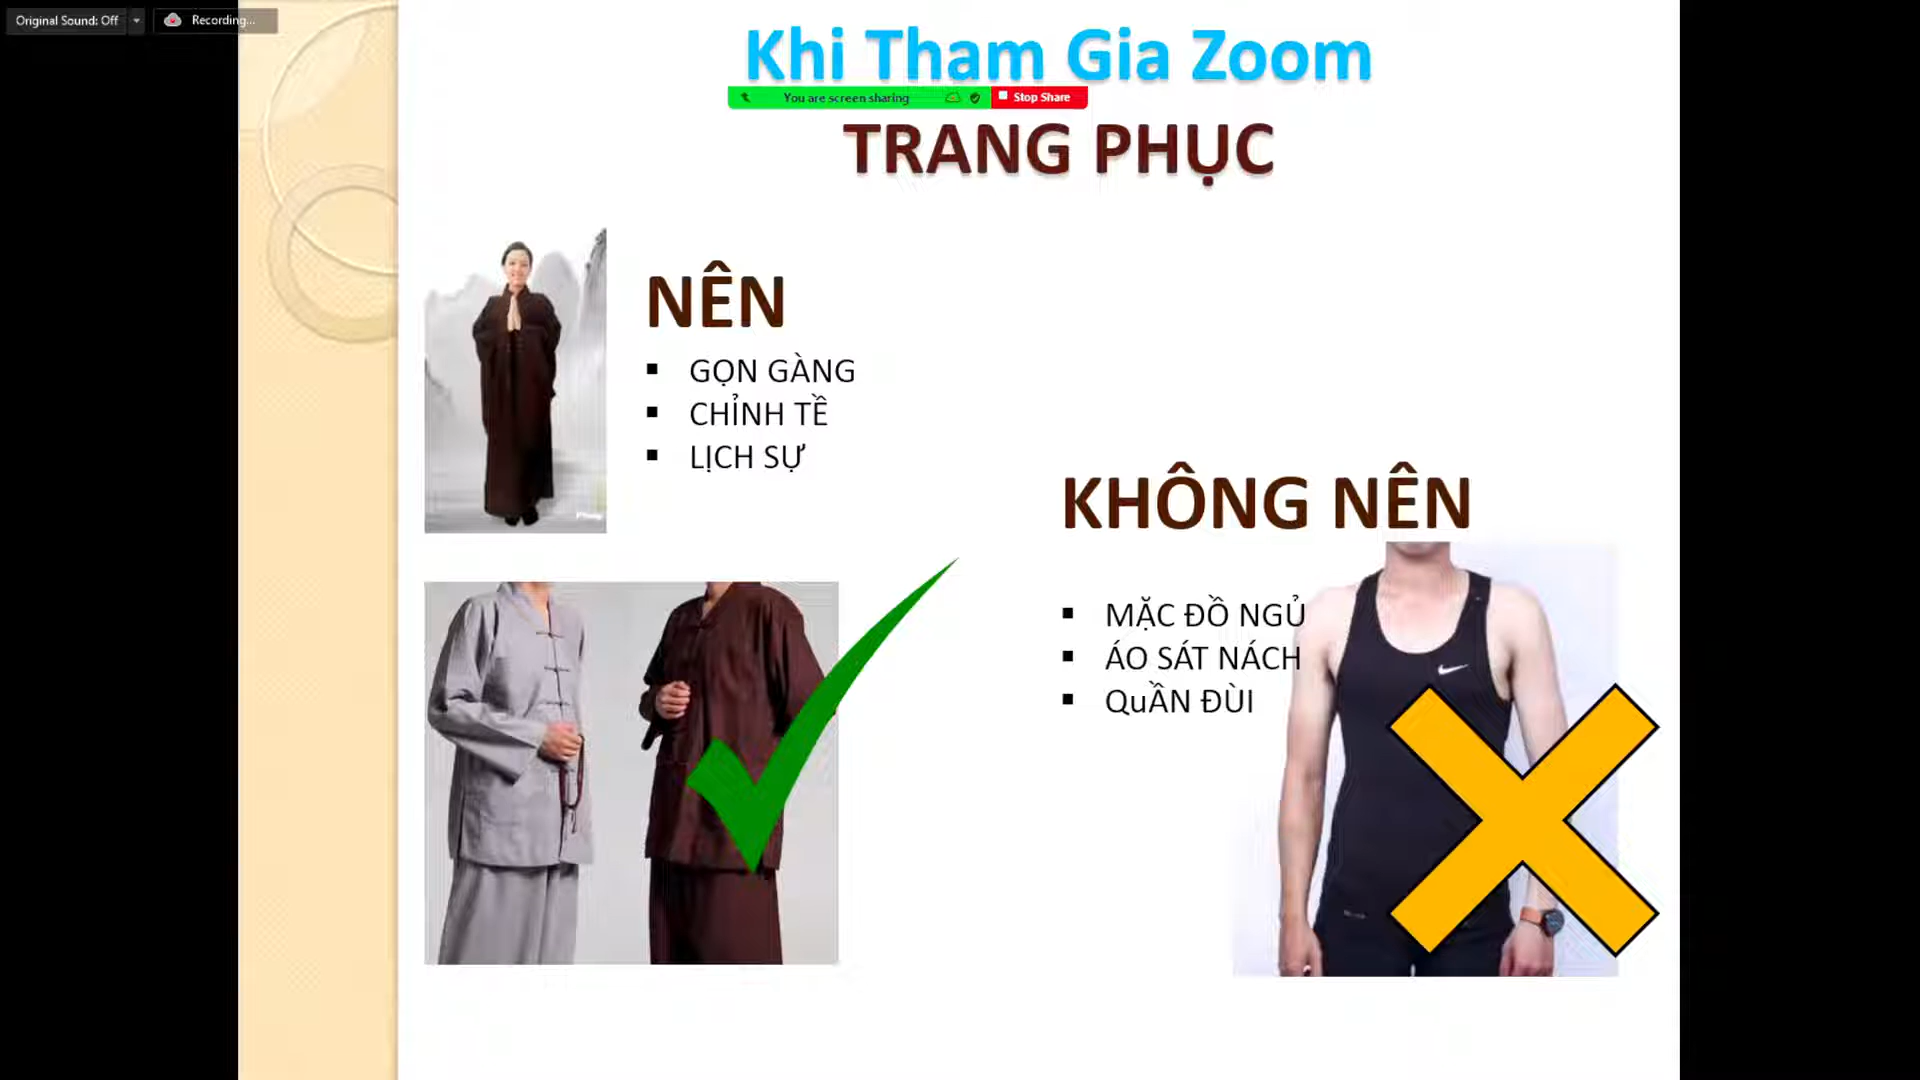 Original Sound: Off
Recording...
Khi Tham Gia Zoom
You are screen sharing
Stop Share
TRANG PHỤC
NÊN
▪ GỌN GÀNG
▪ CHỈNH TỀ
▪ LỊCH SỰ
KHÔNG NÊN
▪ MẶC ĐỒ NGỦ
▪ ÁO SÁT NÁCH
▪ QuẦN ĐÙI